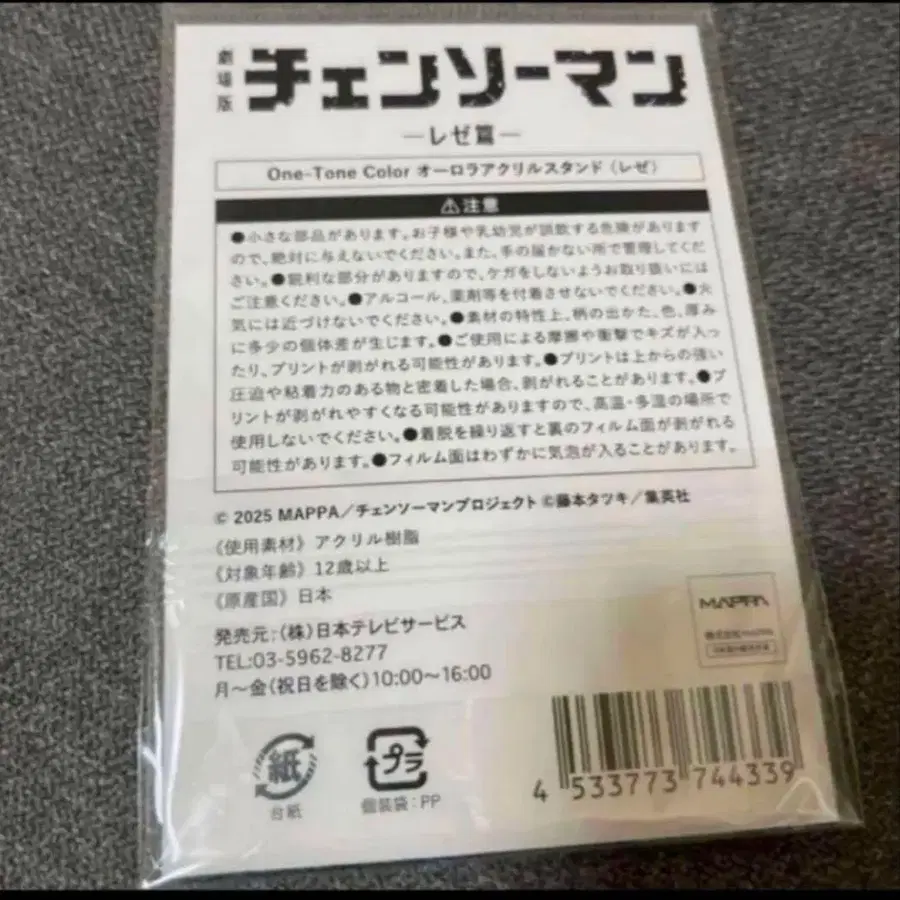 劇場版 チェンソーマン
―レゼ篇―
One-Tone Color オーロラアクリルスタンド（レゼ）
⚠注意
●小さな部品があります。お子様や乳幼児が誤飲する危険があります
ので、絶対に与えないでください。また、手の届かない所で管理してくだ
さい。●鋭利な部分がありますので、ケガをしないようお取り扱いには
ご注意ください。●アルコール、薬剤等を付着させないでください。●火
気には近づけないでください。●素材の特性上、柄の出かた、色、厚み
に多少の個体差が生じます。●ご使用による摩擦や衝撃でキズが入っ
たり、プリントが剥がれる可能性があります。●プリントは上からの強い
圧迫や粘着力のある物と密着した場合、剥がれることがあります。●プ
リントが剥がれやすくなる可能性がありますので、高温・多湿の場所で
使用しないでください。●着脱を繰り返すと裏のフィルム面が剥がれる
可能性があります。●フィルム面はわずかに気泡が入ることがあります。
© 2025 MAPPA／チェンソーマンプロジェクト ©藤本タツキ／集英社
《使用素材》アクリル樹脂
《対象年齢》12歳以上
《原産国》日本
発売元：（株）日本テレビサービス
TEL:03-5962-8277
月～金（祝日を除く）10:00～16:00
MAPPA
株式会社MAPPA
紙
台紙
プラ
個装袋：PP
4 533773 744339